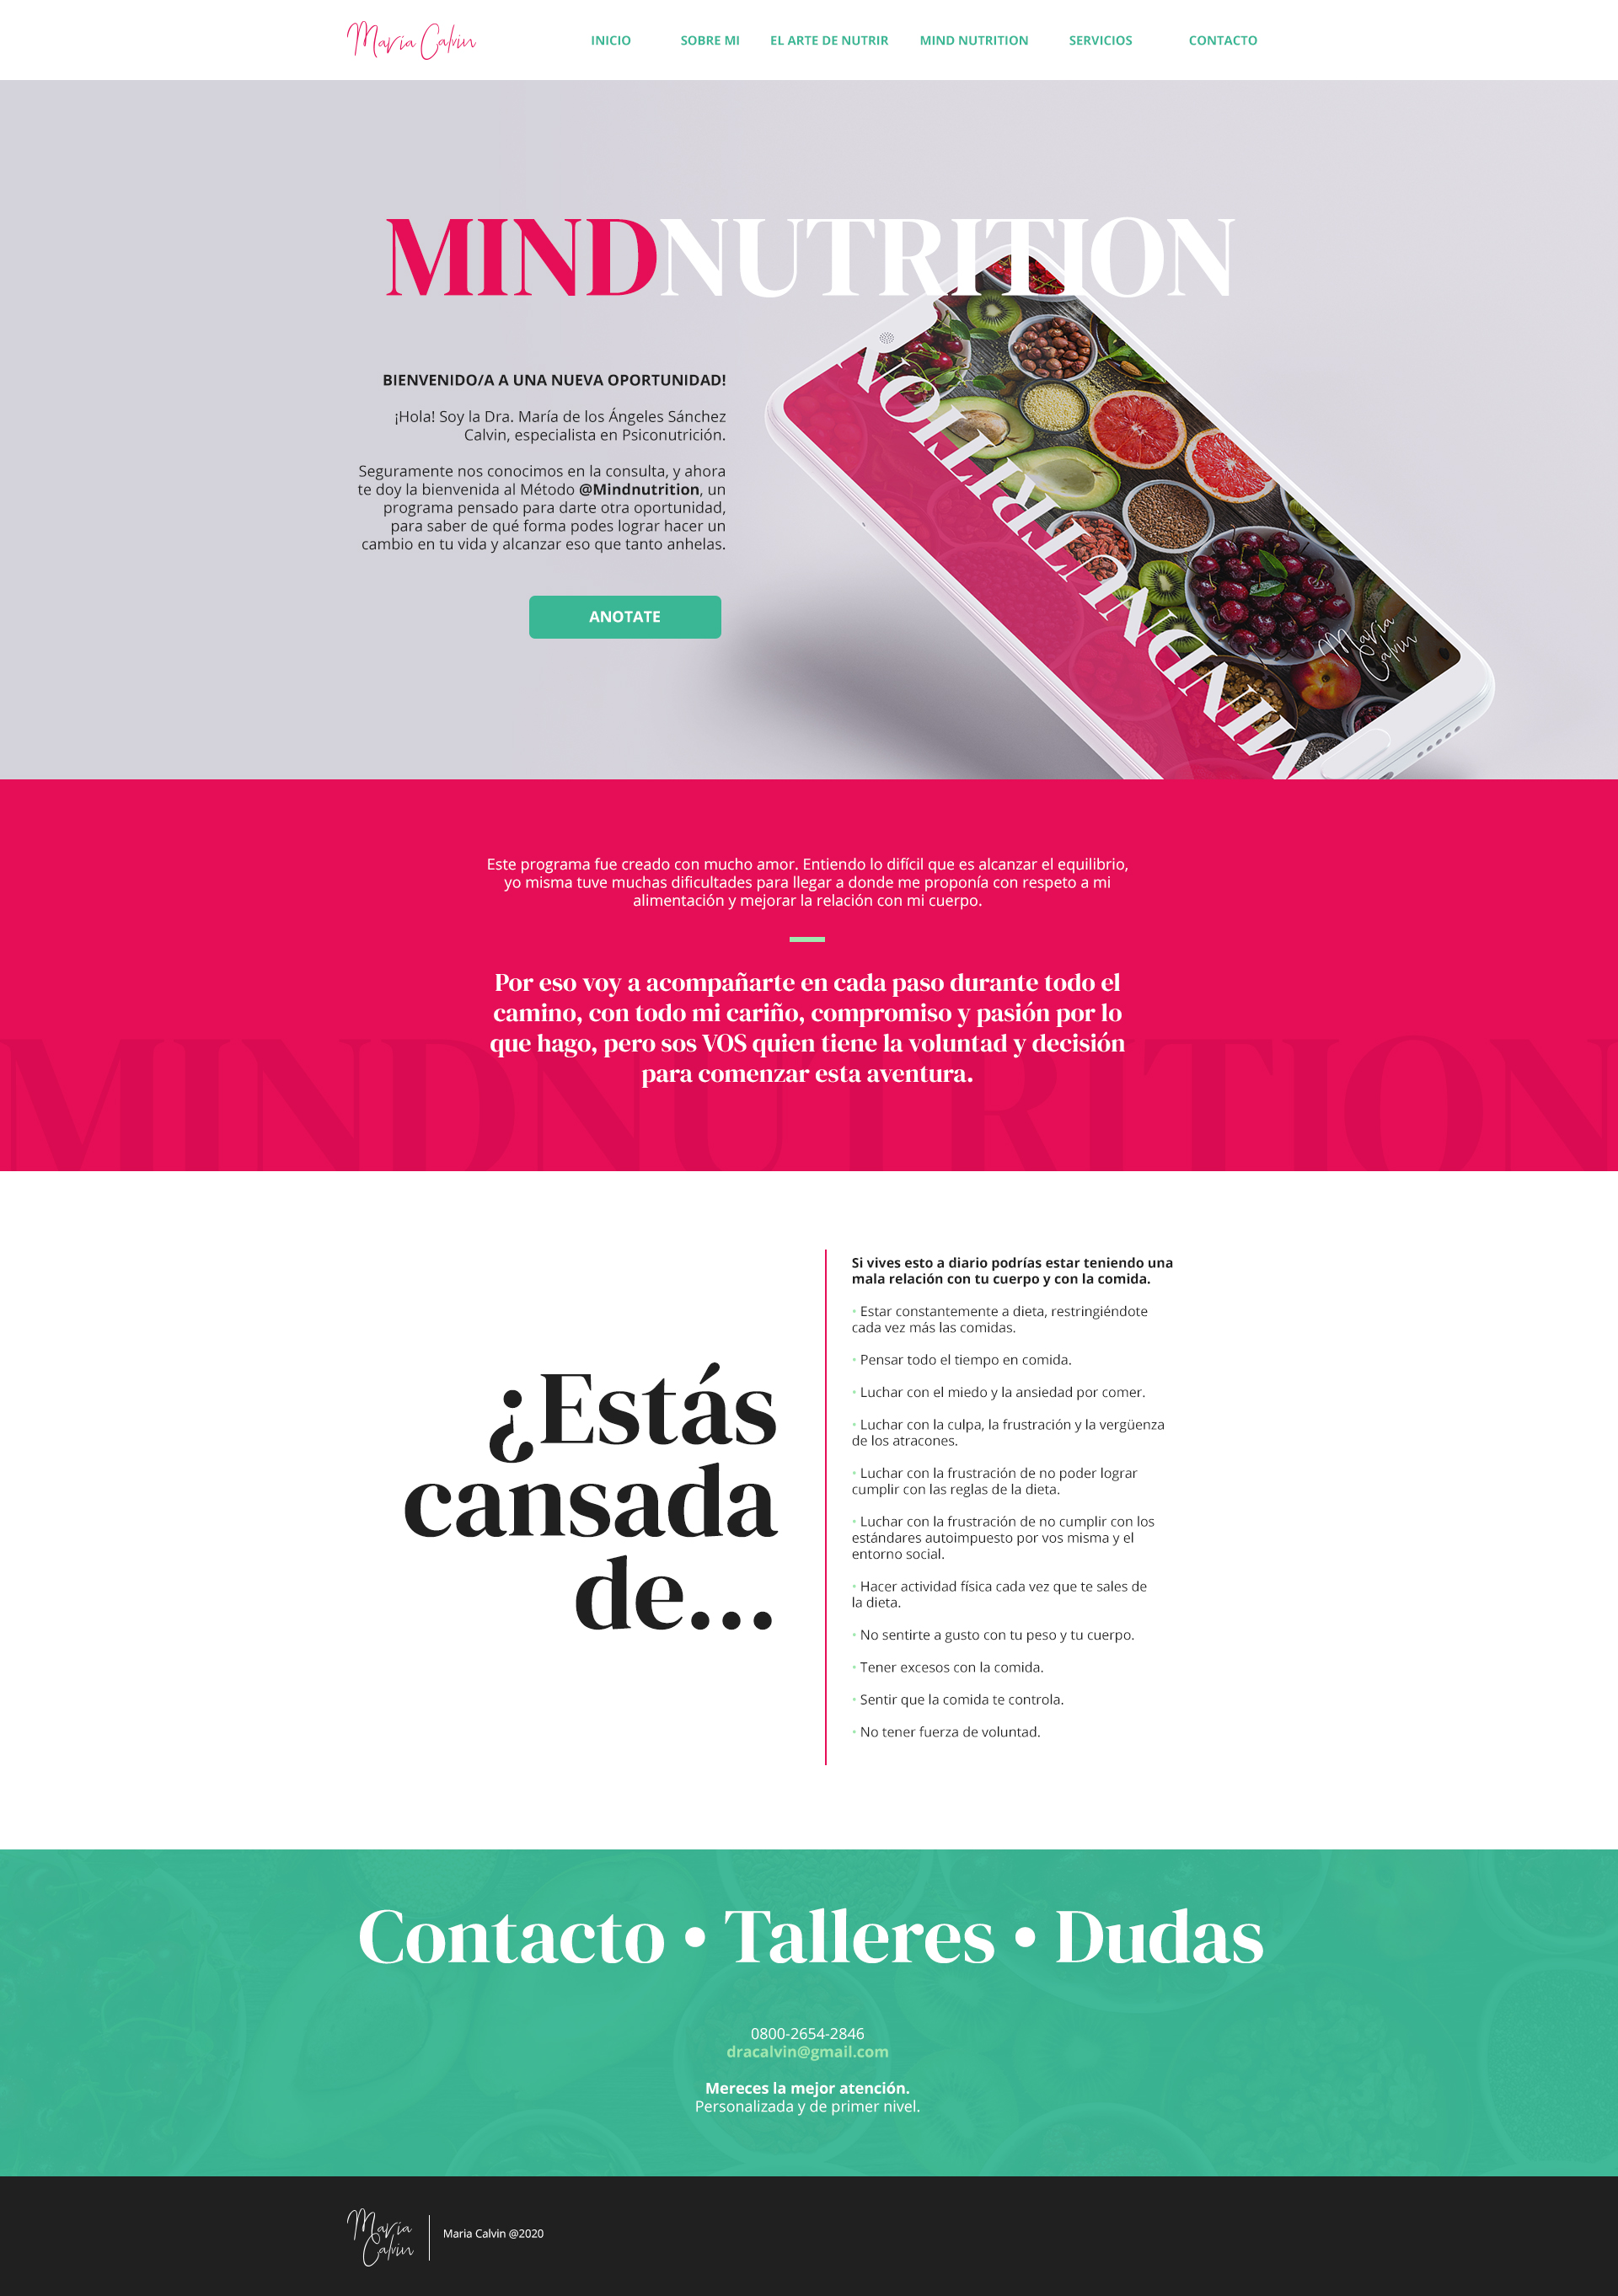 María Calvin
INICIO
SOBRE MI
EL ARTE DE NUTRIR
MIND NUTRITION
SERVICIOS
CONTACTO
MINDNUTRITION
BIENVENIDO/A A UNA NUEVA OPORTUNIDAD!
¡Hola! Soy la Dra. María de los Ángeles Sánchez
Calvin, especialista en Psiconutrición.
Seguramente nos conocimos en la consulta, y ahora
te doy la bienvenida al Método @Mindnutrition, un
programa pensado para darte otra oportunidad,
para saber de qué forma podes lograr hacer un
cambio en tu vida y alcanzar eso que tanto anhelas.
ANOTATE
MINDNUTRITION
María
Calvin
Este programa fue creado con mucho amor. Entiendo lo difícil que es alcanzar el equilibrio,
yo misma tuve muchas dificultades para llegar a donde me proponía con respeto a mi
alimentación y mejorar la relación con mi cuerpo.
Por eso voy a acompañarte en cada paso durante todo el
camino, con todo mi cariño, compromiso y pasión por lo
que hago, pero sos VOS quien tiene la voluntad y decisión
para comenzar esta aventura.
MINDNUTRITION
¿Estás
cansada
de...
Si vives esto a diario podrías estar teniendo una
mala relación con tu cuerpo y con la comida.
• Estar constantemente a dieta, restringiéndote
cada vez más las comidas.
• Pensar todo el tiempo en comida.
• Luchar con el miedo y la ansiedad por comer.
• Luchar con la culpa, la frustración y la vergüenza
de los atracones.
• Luchar con la frustración de no poder lograr
cumplir con las reglas de la dieta.
• Luchar con la frustración de no cumplir con los
estándares autoimpuesto por vos misma y el
entorno social.
• Hacer actividad física cada vez que te sales de
la dieta.
• No sentirte a gusto con tu peso y tu cuerpo.
• Tener excesos con la comida.
• Sentir que la comida te controla.
• No tener fuerza de voluntad.
Contacto • Talleres • Dudas
0800-2654-2846
dracalvin@gmail.com
Mereces la mejor atención.
Personalizada y de primer nivel.
María
Calvin
Maria Calvin @2020